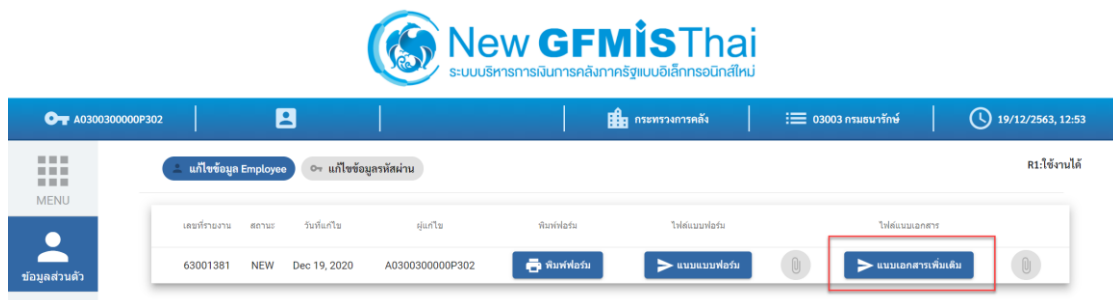 New GFMIS Thai
ระบบบริหารการเงินการคลังภาครัฐแบบอิเล็กทรอนิกส์ใหม่
A0300300000P302 กระทรวงการคลัง 03003 กรมธนารักษ์ 19/12/2563, 12:53
แก้ไขข้อมูล Employee แก้ไขข้อมูลรหัสผ่าน R1:ใช้งานได้
MENU
เลขที่รายงาน สถานะ วันที่แก้ไข ผู้แก้ไข พิมพ์ฟอร์ม ไฟล์แบบฟอร์ม ไฟล์แนบเอกสาร
63001381 NEW Dec 19, 2020 A0300300000P302 พิมพ์ฟอร์ม แนบแบบฟอร์ม แนบเอกสารเพิ่มเติม
ข้อมูลส่วนตัว